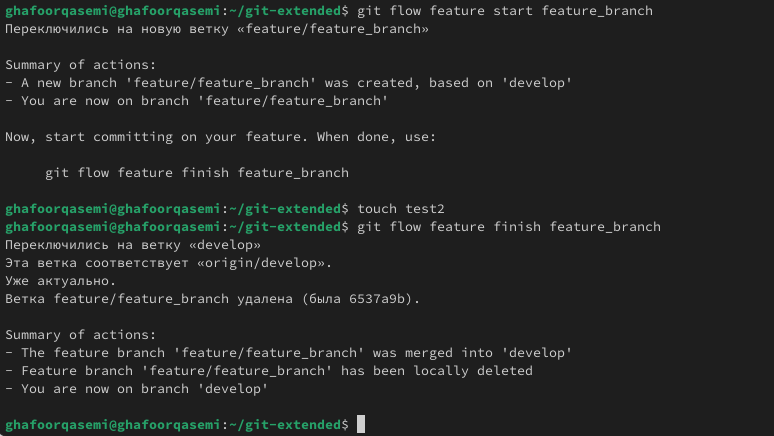 ghafoorqasemi@ghafoorqasemi:~/git-extended$ git flow feature start feature_branch
Переключились на новую ветку «feature/feature_branch»
Summary of actions:
- A new branch 'feature/feature_branch' was created, based on 'develop'
- You are now on branch 'feature/feature_branch'
Now, start committing on your feature. When done, use:
git flow feature finish feature_branch
ghafoorqasemi@ghafoorqasemi:~/git-extended$ touch test2
ghafoorqasemi@ghafoorqasemi:~/git-extended$ git flow feature finish feature_branch
Переключились на ветку «develop»
Эта ветка соответствует «origin/develop».
Уже актуально.
Ветка feature/feature_branch удалена (была 6537a9b).
Summary of actions:
- The feature branch 'feature/feature_branch' was merged into 'develop'
- Feature branch 'feature/feature_branch' has been locally deleted
- You are now on branch 'develop'
ghafoorqasemi@ghafoorqasemi:~/git-extended$